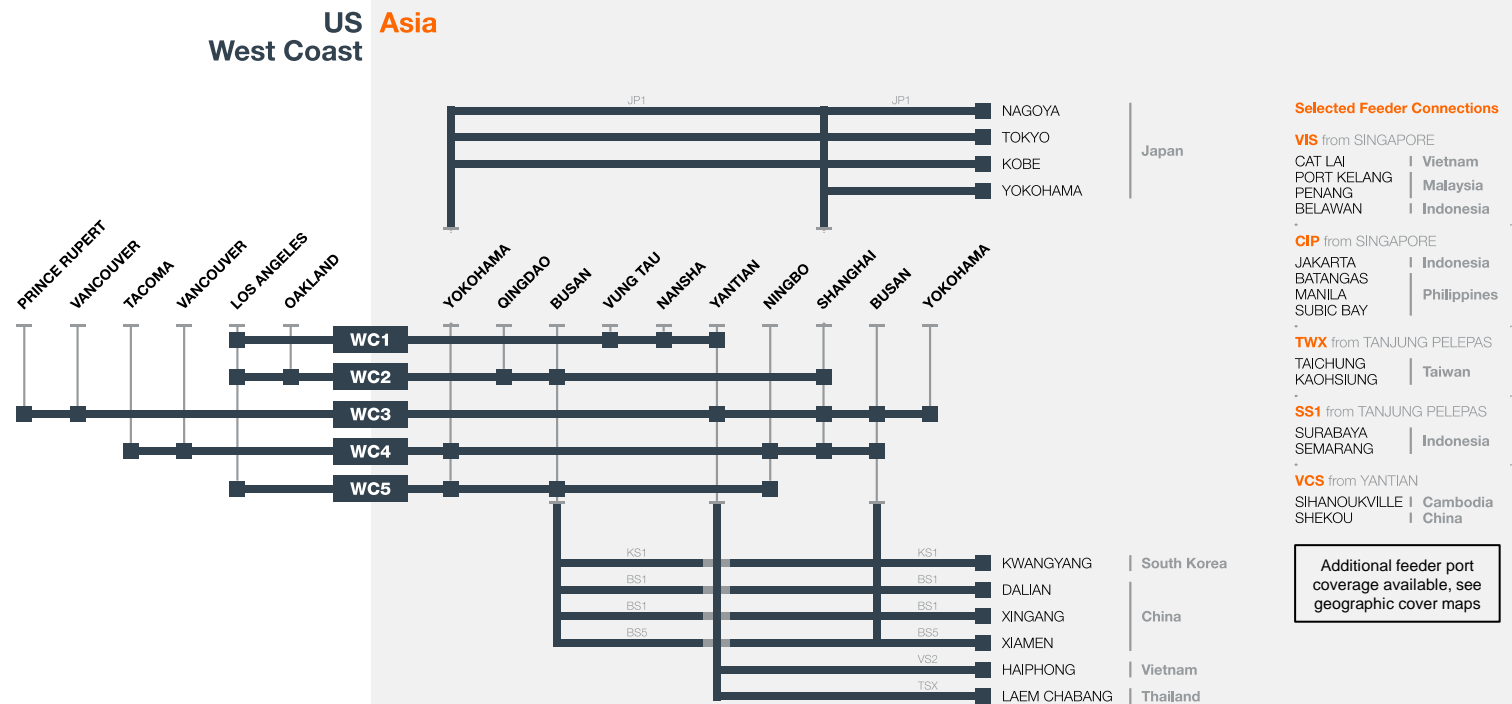 US
West Coast
Asia
JP1
JP1
NAGOYA
TOKYO
KOBE
YOKOHAMA
Japan
PRINCE RUPERT
VANCOUVER
TACOMA
VANCOUVER
LOS ANGELES
OAKLAND
YOKOHAMA
QINGDAO
BUSAN
VUNG TAU
NANSHA
YANTIAN
NINGBO
SHANGHAI
BUSAN
YOKOHAMA
WC1
WC2
WC3
WC4
WC5
KS1
KS1
KWANGYANG
South Korea
BS1
BS1
DALIAN
BS1
BS1
XINGANG
China
BS5
BS5
XIAMEN
VS2
HAIPHONG
Vietnam
TSX
LAEM CHABANG
Thailand
Selected Feeder Connections
VIS from SINGAPORE
CAT LAI
Vietnam
PORT KELANG
PENANG
Malaysia
BELAWAN
Indonesia
CIP from SINGAPORE
JAKARTA
Indonesia
BATANGAS
MANILA
SUBIC BAY
Philippines
TWX from TANJUNG PELEPAS
TAICHUNG
KAOHSIUNG
Taiwan
SS1 from TANJUNG PELEPAS
SURABAYA
SEMARANG
Indonesia
VCS from YANTIAN
SIHANOUKVILLE
Cambodia
SHEKOU
China
Additional feeder port
coverage available, see
geographic cover maps